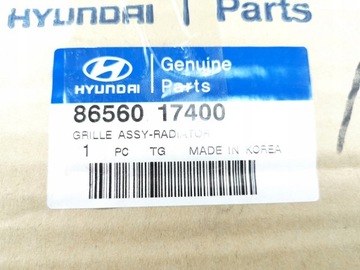 HYUNDAI Parts
HYUNDAI
Genuine
Parts
86560 17400
GRILLE ASSY-RADIATOR
1 PC TG MADE IN KOREA